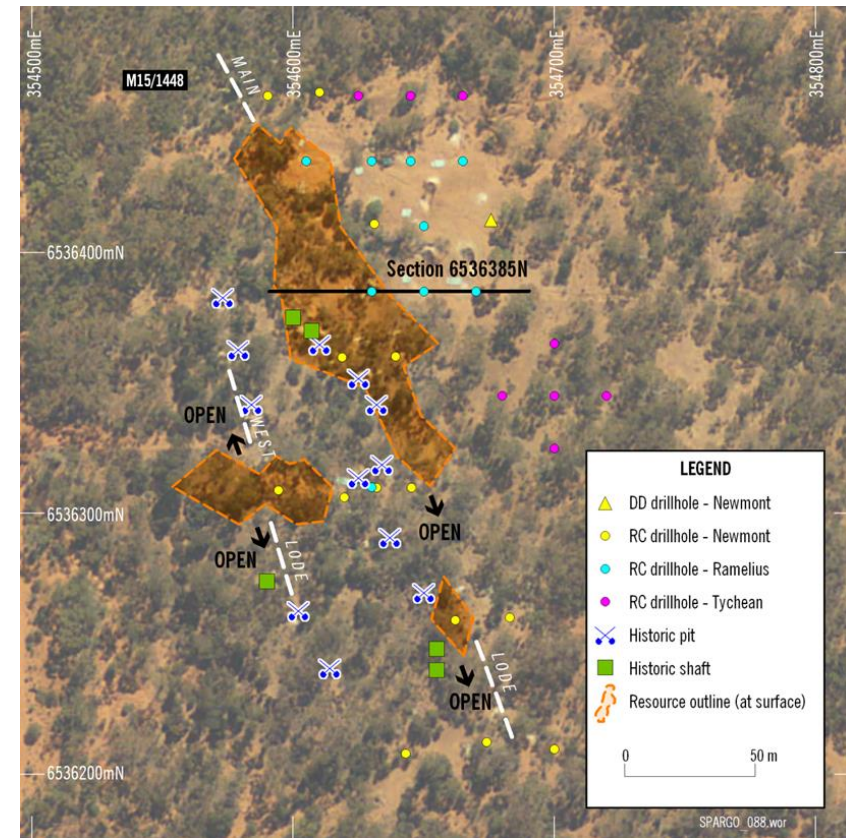 354500mE
354600mE
354700mE
354800mE
M15/1448
MAIN
6536400mN
Section 6536385N
OPEN
WEST
OPEN
OPEN
LODE
6536300mN
LODE
OPEN
6536200mN
LEGEND
DD drillhole - Newmont
RC drillhole - Newmont
RC drillhole - Ramelius
RC drillhole - Tychean
Historic pit
Historic shaft
Resource outline (at surface)
0 50 m
SPARGO_088.wor